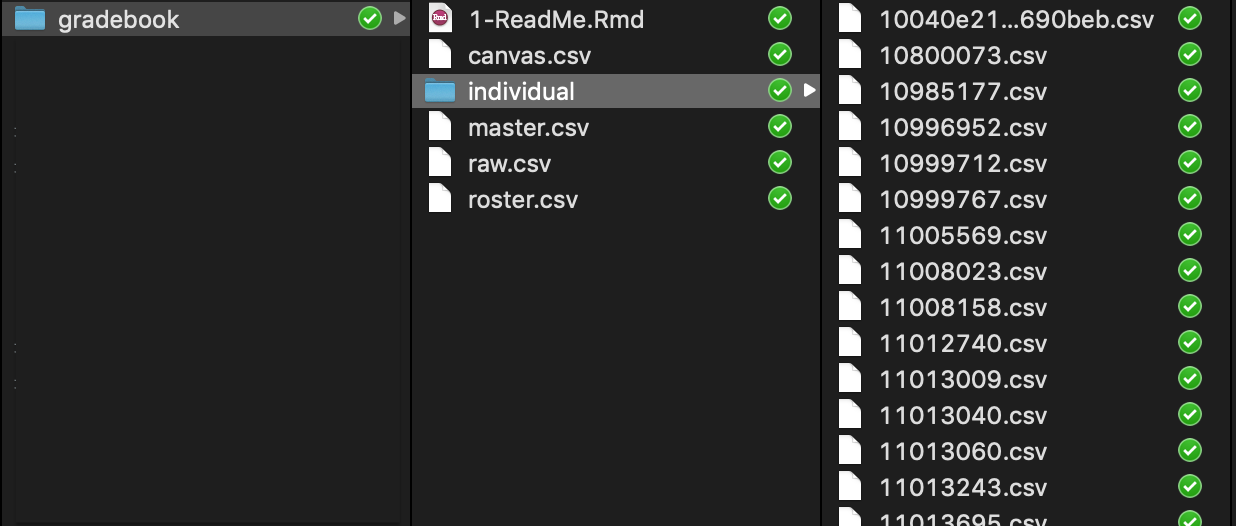 gradebook
1-ReadMe.Rmd
canvas.csv
individual
master.csv
raw.csv
roster.csv
10040e21...690beb.csv
10800073.csv
10985177.csv
10996952.csv
10999712.csv
10999767.csv
11005569.csv
11008023.csv
11008158.csv
11012740.csv
11013009.csv
11013040.csv
11013060.csv
11013243.csv
11013695.csv